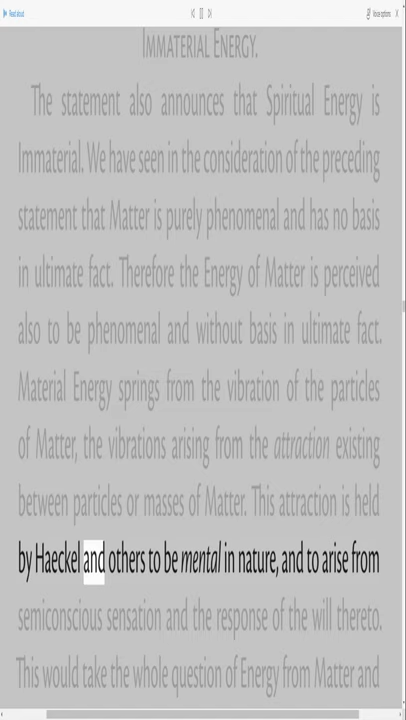 Read aloud
Voice options
IMMATERIAL ENERGY.
The statement also announces that Spiritual Energy is
Immaterial. We have seen in the consideration of the preceding
statement that Matter is purely phenomenal and has no basis
in ultimate fact. Therefore the Energy of Matter is perceived
also to be phenomenal and without basis in ultimate fact.
Material Energy springs from the vibration of the particles
of Matter, the vibrations arising from the attraction existing
between particles or masses of Matter. This attraction is held
by Haeckel and others to be mental in nature, and to arise from
semiconscious sensation and the response of the will thereto.
This would take the whole question of Energy from Matter and